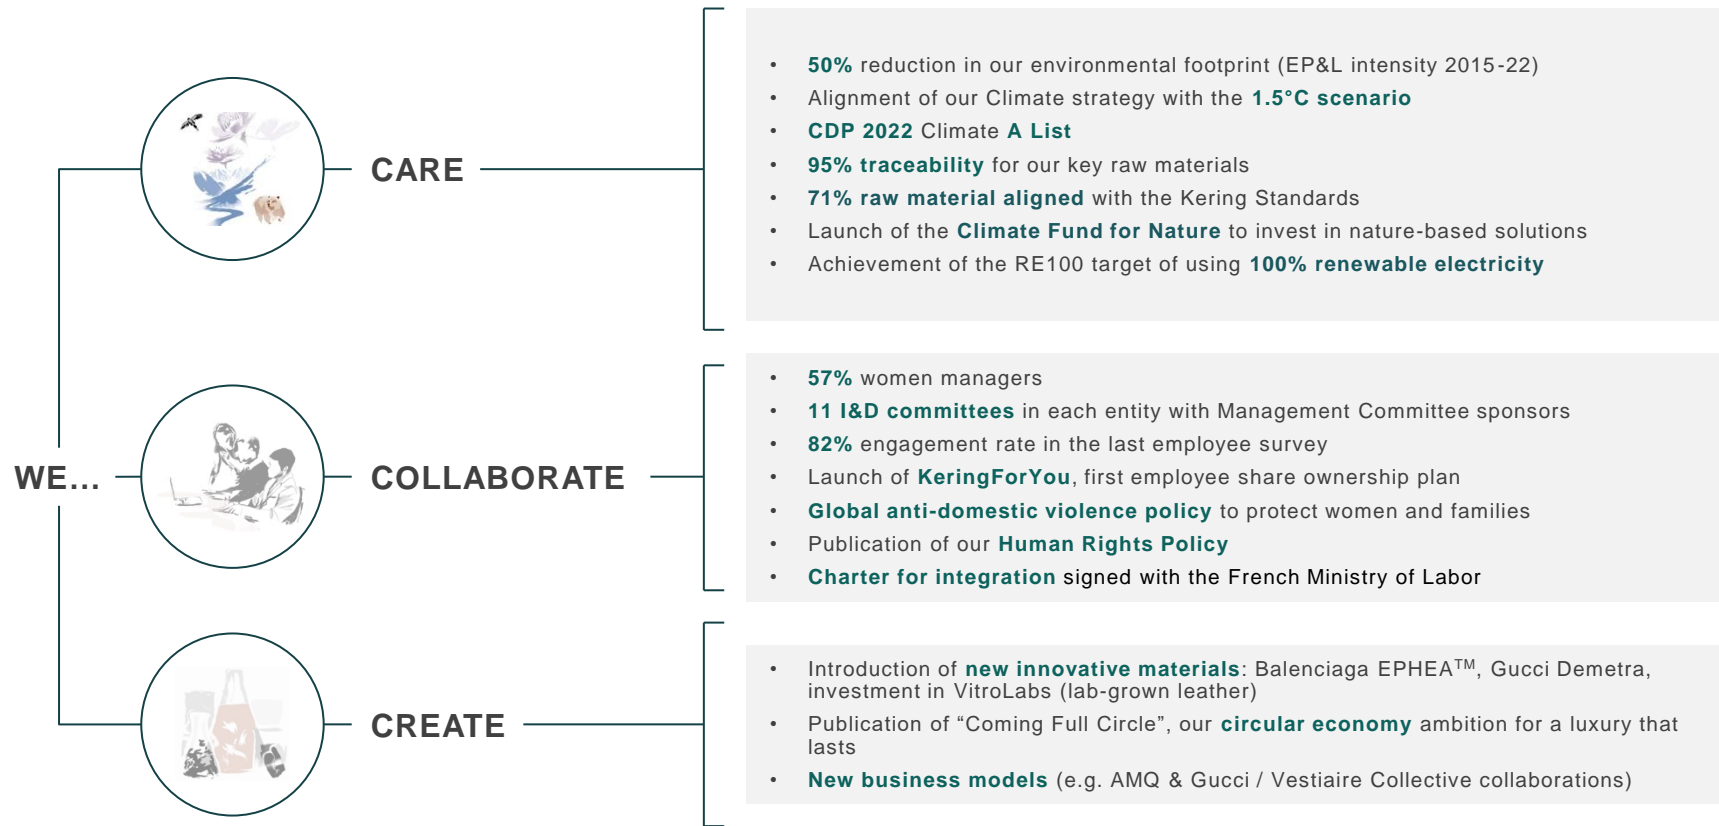 WE...
CARE
• 50% reduction in our environmental footprint (EP&L intensity 2015-22)
• Alignment of our Climate strategy with the 1.5°C scenario
• CDP 2022 Climate A List
• 95% traceability for our key raw materials
• 71% raw material aligned with the Kering Standards
• Launch of the Climate Fund for Nature to invest in nature-based solutions
• Achievement of the RE100 target of using 100% renewable electricity
COLLABORATE
• 57% women managers
• 11 I&D committees in each entity with Management Committee sponsors
• 82% engagement rate in the last employee survey
• Launch of KeringForYou, first employee share ownership plan
• Global anti-domestic violence policy to protect women and families
• Publication of our Human Rights Policy
• Charter for integration signed with the French Ministry of Labor
CREATE
• Introduction of new innovative materials: Balenciaga EPHEA™, Gucci Demetra,
investment in VitroLabs (lab-grown leather)
• Publication of “Coming Full Circle”, our circular economy ambition for a luxury that
lasts
• New business models (e.g. AMQ & Gucci / Vestiaire Collective collaborations)